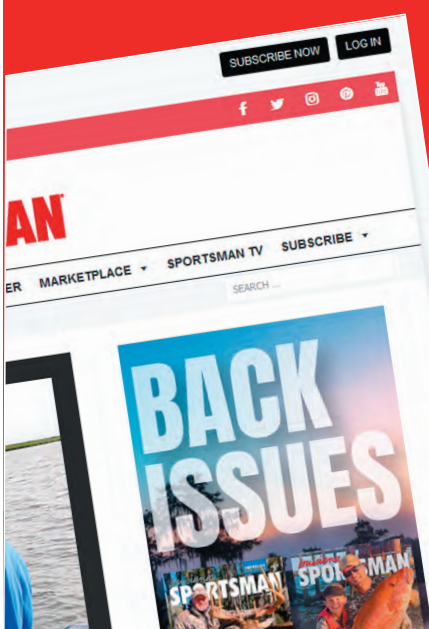 SUBSCRIBE NOW LOG IN
AN
ER MARKETPLACE SPORTSMAN TV SUBSCRIBE
SEARCH ...
BACK
ISSUES
SPORTSMAN
SPORTSMAN